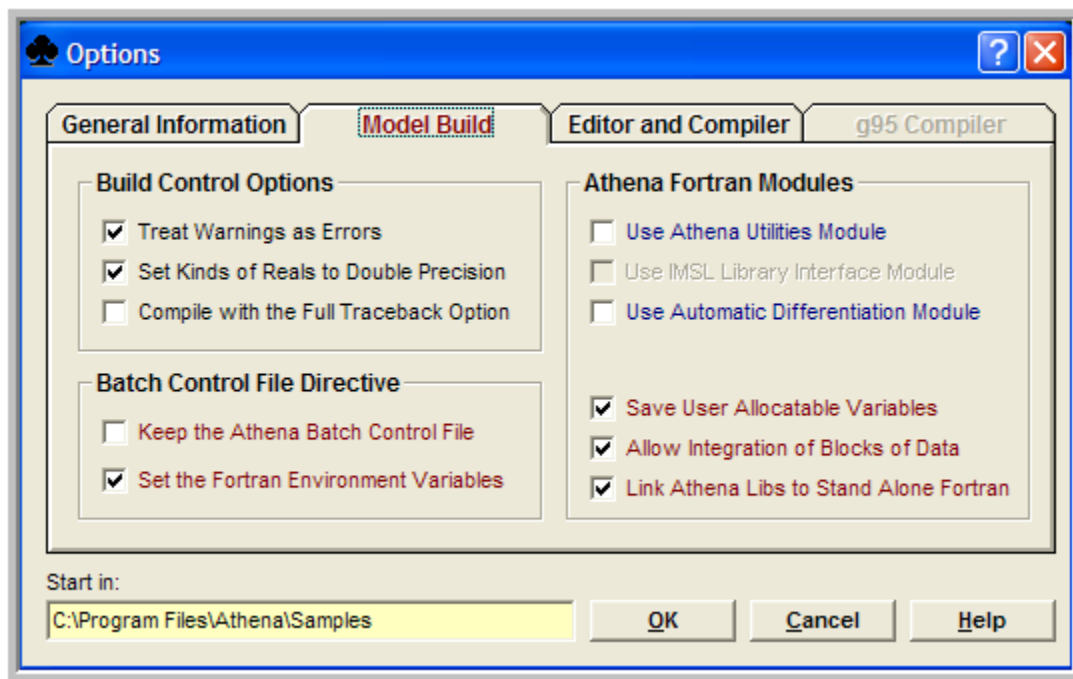 Options
General Information
Model Build
Editor and Compiler
g95 Compiler
Build Control Options
Treat Warnings as Errors
Set Kinds of Reals to Double Precision
Compile with the Full Traceback Option
Batch Control File Directive
Keep the Athena Batch Control File
Set the Fortran Environment Variables
Athena Fortran Modules
Use Athena Utilities Module
Use IMSL Library Interface Module
Use Automatic Differentiation Module
Save User Allocatable Variables
Allow Integration of Blocks of Data
Link Athena Libs to Stand Alone Fortran
Start in:
C:\Program Files\Athena\Samples
OK
Cancel
Help